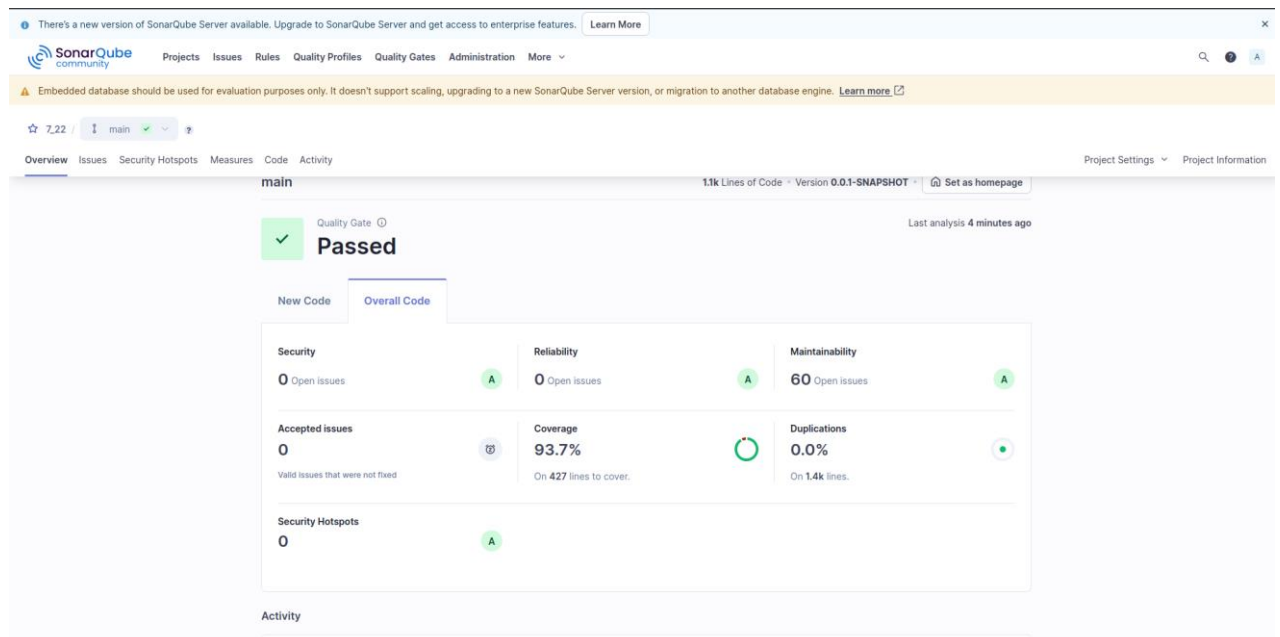 There's a new version of SonarQube Server available. Upgrade to SonarQube Server and get access to enterprise features. Learn More
SonarQube community Projects Issues Rules Quality Profiles Quality Gates Administration More A
Embedded database should be used for evaluation purposes only. It doesn't support scaling, upgrading to a new SonarQube Server version, or migration to another database engine. Learn more
7_22 / main ?
Overview Issues Security Hotspots Measures Code Activity Project Settings Project Information
main 1.1k Lines of Code · Version 0.0.1-SNAPSHOT · Set as homepage
Quality Gate Last analysis 4 minutes ago
Passed
New Code Overall Code
Security Reliability Maintainability
0 Open issues A 0 Open issues A 60 Open issues A
Accepted issues Coverage Duplications
0 93.7% 0.0%
Valid issues that were not fixed On 427 lines to cover. On 1.4k lines.
Security Hotspots
0 A
Activity